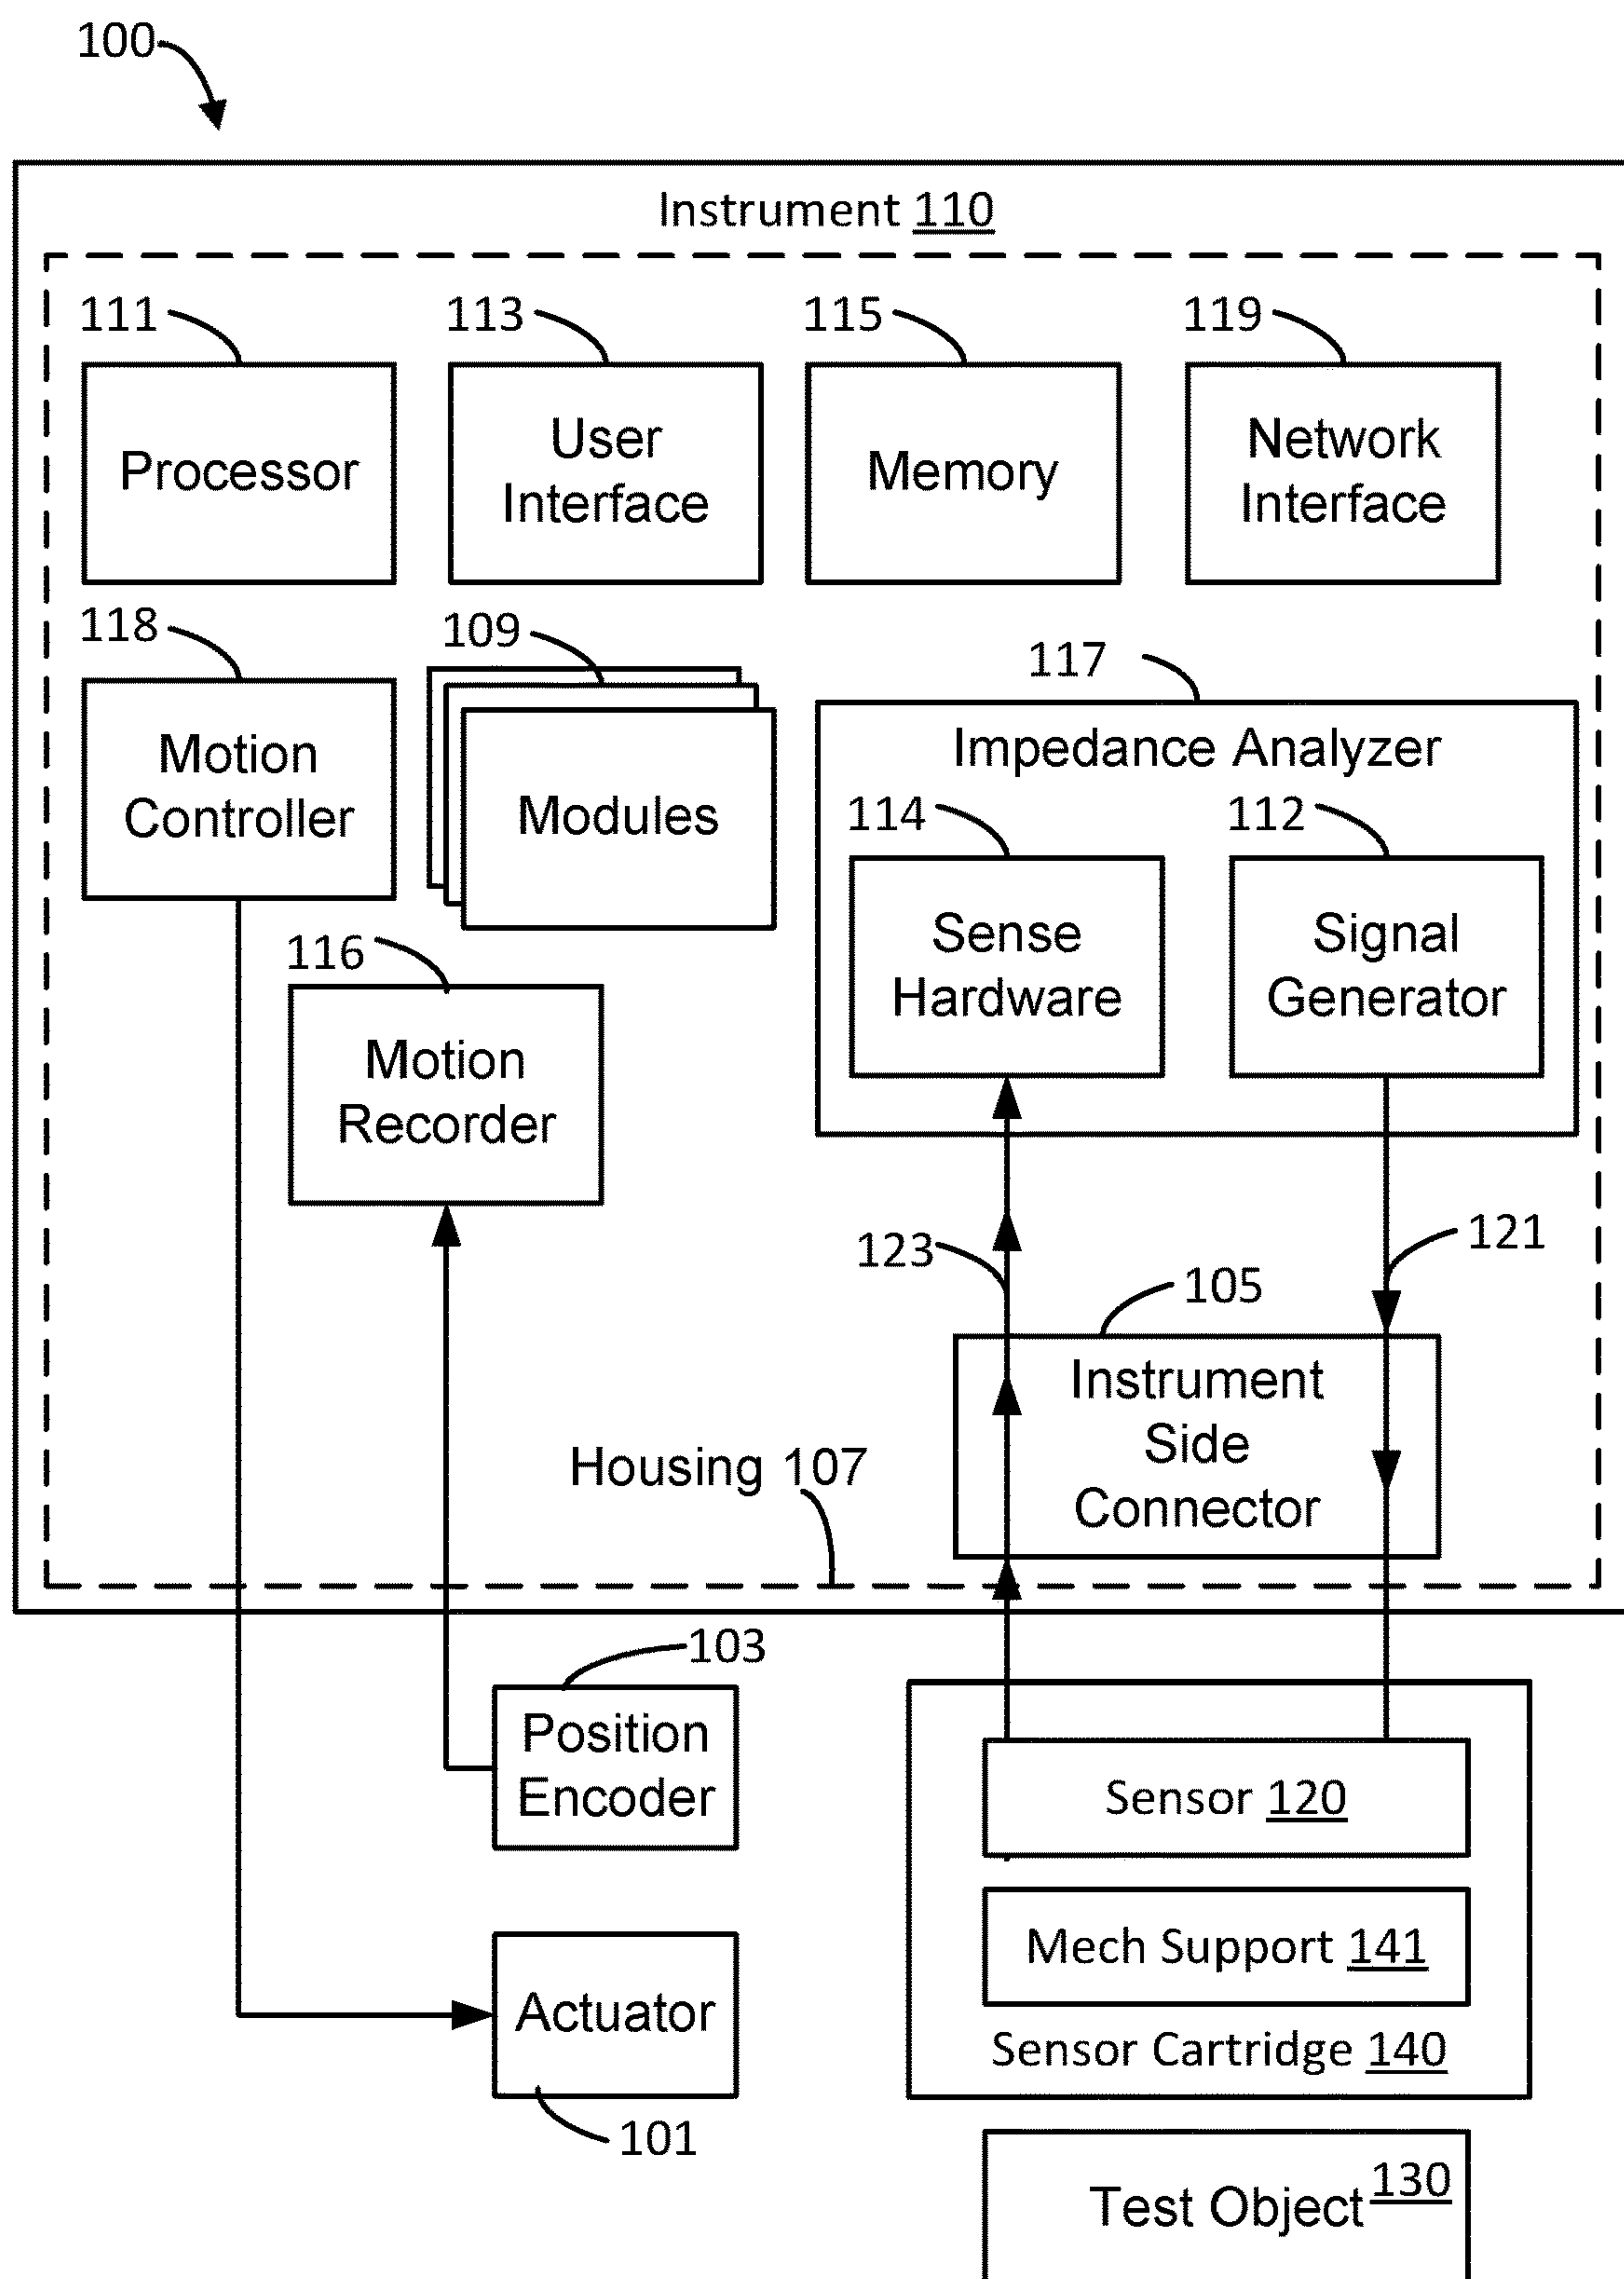 100
Instrument 110
111
113
115
119
Processor
User
Interface
Memory
Network
Interface
118
109
117
Motion
Controller
Modules
Impedance Analyzer
114
112
Sense
Hardware
Signal
Generator
116
Motion
Recorder
123
121
105
Instrument
Side
Connector
Housing 107
103
Position
Encoder
Sensor 120
Mech Support 141
Actuator
Sensor Cartridge 140
101
Test Object 130